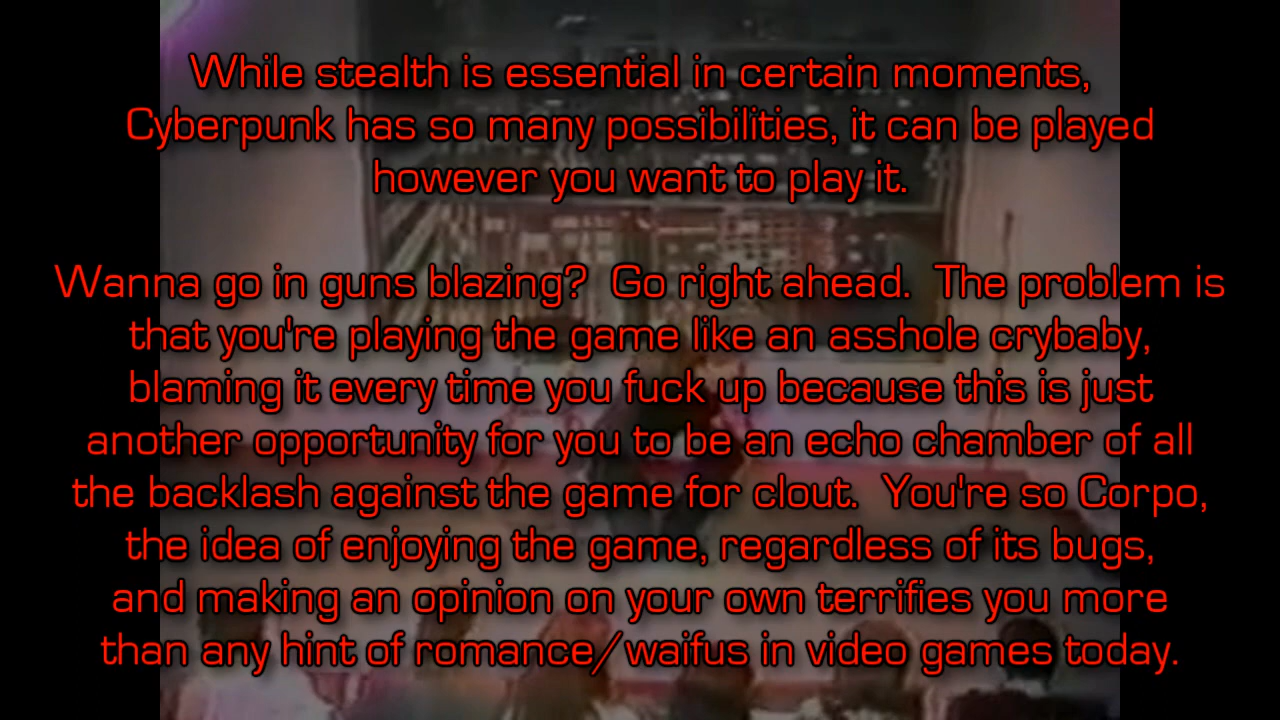 While stealth is essential in certain moments,
Cyberpunk has so many possibilities, it can be played
however you want to play it.
Wanna go in guns blazing?  Go right ahead.  The problem is
that you're playing the game like an asshole crybaby,
blaming it every time you fuck up because this is just
another opportunity for you to be an echo chamber of all
the backlash against the game for clout.  You're so Corpo,
the idea of enjoying the game, regardless of its bugs,
and making an opinion on your own terrifies you more
than any hint of romance/waifus in video games today.